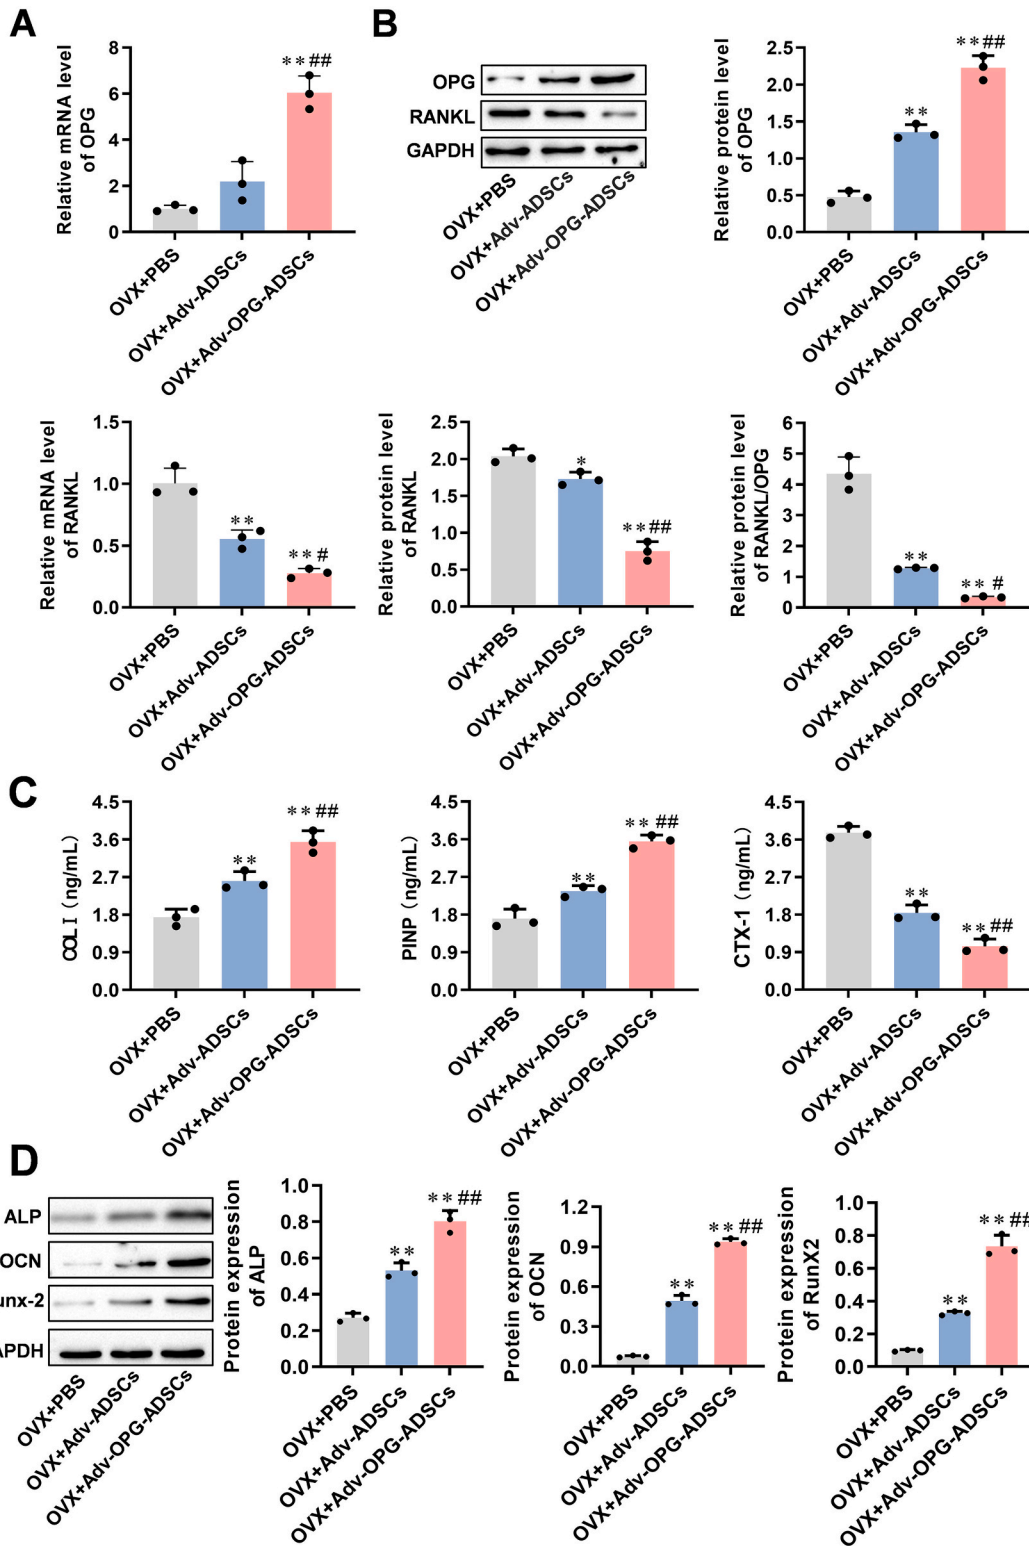 A
Relative mRNA level
of OPG
8
6
4
2
0
**##
OVX+PBS
OVX+Adv-ADSCs
OVX+Adv-OPG-ADSCs
B
OPG
RANKL
GAPDH
OVX+PBS
OVX+Adv-ADSCs
OVX+Adv-OPG-ADSCs
Relative protein level
of OPG
2.5
2.0
1.5
1.0
0.5
0.0
**
**##
OVX+PBS
OVX+Adv-ADSCs
OVX+Adv-OPG-ADSCs
Relative mRNA level
of RANKL
1.5
1.0
0.5
0.0
**
** #
OVX+PBS
OVX+Adv-ADSCs
OVX+Adv-OPG-ADSCs
Relative protein level
of RANKL
2.5
2.0
1.5
1.0
0.5
0.0
*
**##
OVX+PBS
OVX+Adv-ADSCs
OVX+Adv-OPG-ADSCs
Relative protein level
of RANKL/OPG
6
5
4
3
2
1
0
**
** #
OVX+PBS
OVX+Adv-ADSCs
OVX+Adv-OPG-ADSCs
C
COL I (ng/mL)
4.5
3.6
2.7
1.8
0.9
0.0
**
** ##
OVX+PBS
OVX+Adv-ADSCs
OVX+Adv-OPG-ADSCs
PINP (ng/mL)
4.5
3.6
2.7
1.8
0.9
0.0
**
** ##
OVX+PBS
OVX+Adv-ADSCs
OVX+Adv-OPG-ADSCs
CTX-1 (ng/mL)
4.5
3.6
2.7
1.8
0.9
0.0
**
** ##
OVX+PBS
OVX+Adv-ADSCs
OVX+Adv-OPG-ADSCs
D
ALP
OCN
unx-2
APDH
OVX+PBS
OVX+Adv-ADSCs
OVX+Adv-OPG-ADSCs
Protein expression
of ALP
1.0
0.8
0.6
0.4
0.2
0.0
**
** ##
OVX+PBS
OVX+Adv-ADSCs
OVX+Adv-OPG-ADSCs
Protein expression
of OCN
1.2
0.9
0.6
0.3
0.0
**
** ##
OVX+PBS
OVX+Adv-ADSCs
OVX+Adv-OPG-ADSCs
Protein expression
of RunX2
1.0
0.8
0.6
0.4
0.2
0.0
**
** ##
OVX+PBS
OVX+Adv-ADSCs
OVX+Adv-OPG-ADSCs